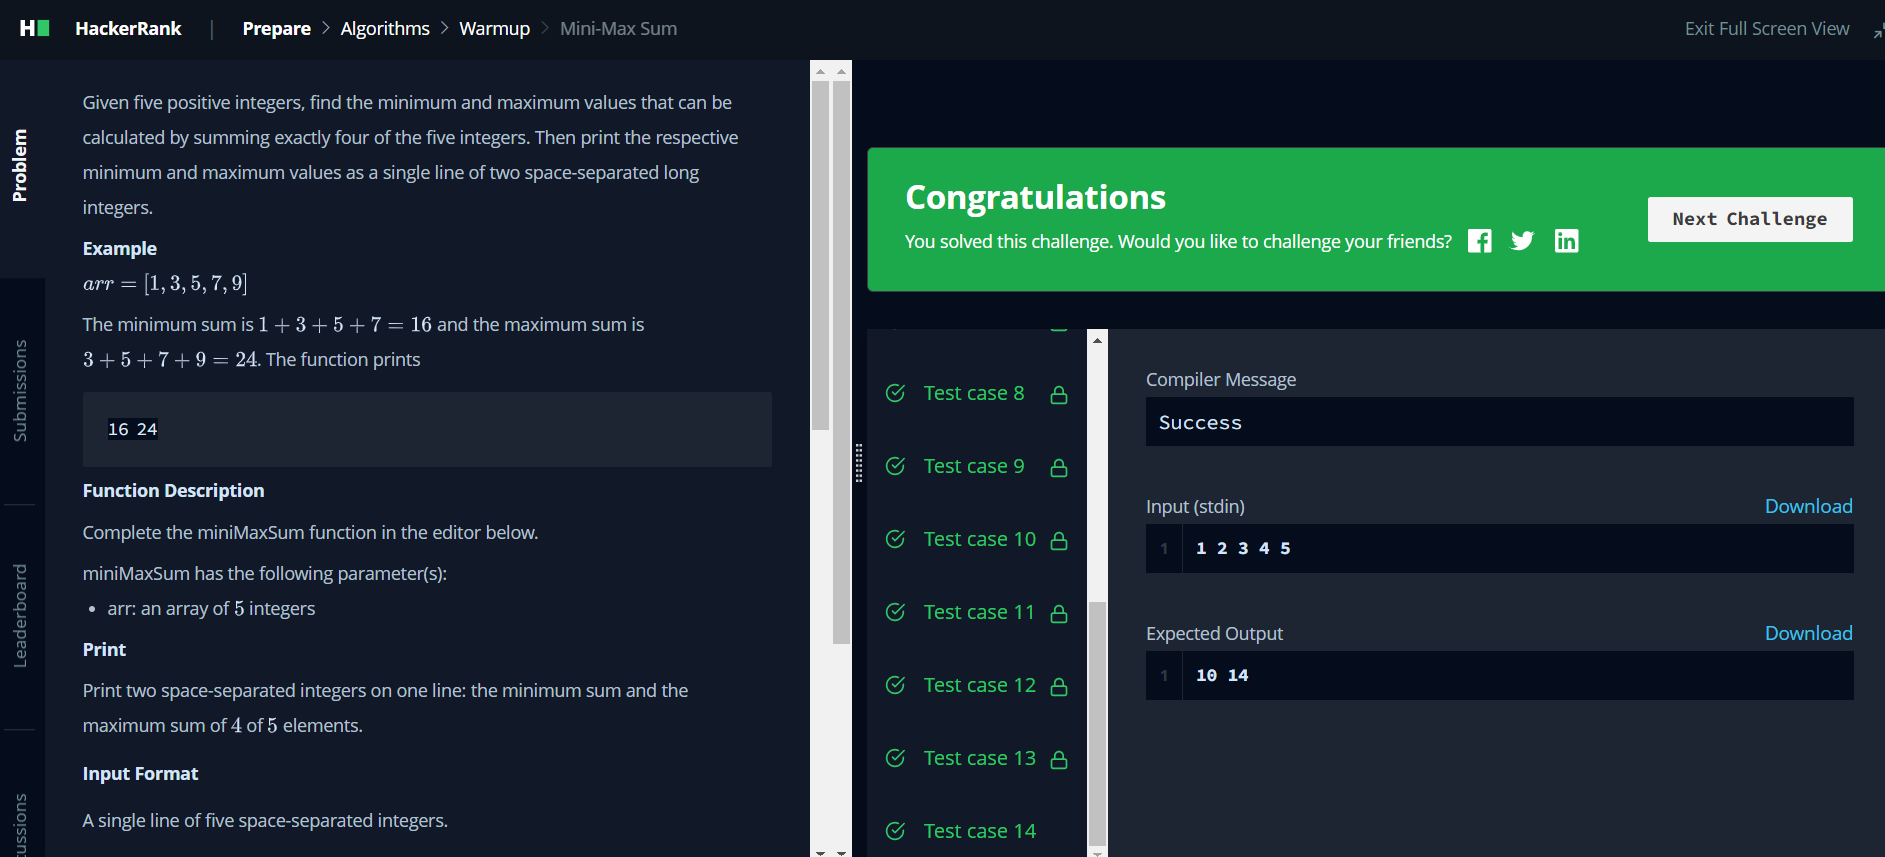 HackerRank | Prepare > Algorithms > Warmup > Mini-Max Sum
Exit Full Screen View
Problem
Submissions
Leaderboard
Given five positive integers, find the minimum and maximum values that can be
calculated by summing exactly four of the five integers. Then print the respective
minimum and maximum values as a single line of two space-separated long
integers.
Example
arr = [1, 3, 5, 7, 9]
The minimum sum is 1 + 3 + 5 + 7 = 16 and the maximum sum is
3 + 5 + 7 + 9 = 24. The function prints
16 24
Function Description
Complete the miniMaxSum function in the editor below.
miniMaxSum has the following parameter(s):
• arr: an array of 5 integers
Print
Print two space-separated integers on one line: the minimum sum and the
maximum sum of 4 of 5 elements.
Input Format
A single line of five space-separated integers.
Congratulations
You solved this challenge. Would you like to challenge your friends?
Next Challenge
Test case 8
Test case 9
Test case 10
Test case 11
Test case 12
Test case 13
Test case 14
Compiler Message
Success
Input (stdin)
Download
1 1 2 3 4 5
Expected Output
Download
1 10 14